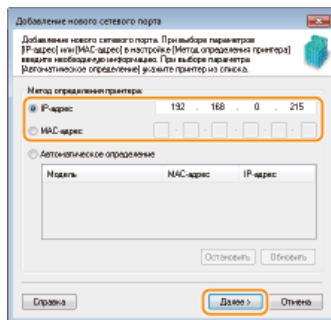 Добавление нового сетевого порта
Добавление нового сетевого порта. При выборе параметров
[IP-адрес] или [MAC-адрес] в настройке [Метод определения принтера]
введите необходимую информацию. При выборе параметра
[Автоматическое определение] укажите принтер из списка.
Метод определения принтера:
IP-адрес: 192 . 168 . 0 . 215
MAC-адрес:
Автоматическое определение
Модель MAC-адрес IP-адрес
Остановить Обновить
Справка Далее > Отмена